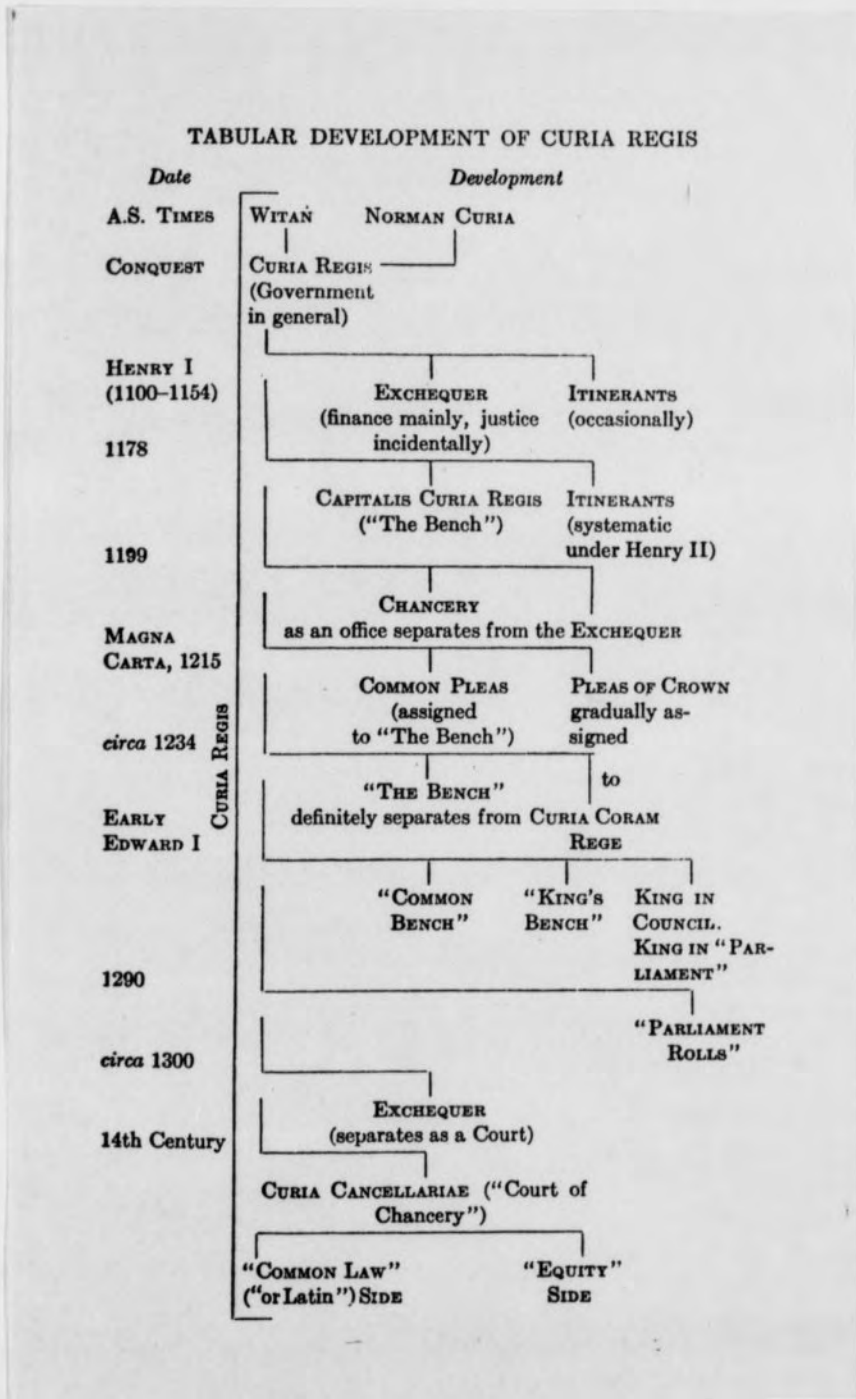 TABULAR DEVELOPMENT OF CURIA REGIS
Date Development
A.S. TIMES WITAN NORMAN CURIA
CONQUEST CURIA REGIS
(Government
in general)
HENRY I
(1100–1154) EXCHEQUER ITINERANTS
(finance mainly, justice (occasionally)
incidentally)
1178
CAPITALIS CURIA REGIS ITINERANTS
("The Bench") (systematic
1199 under Henry II)
CHANCERY
as an office separates from the EXCHEQUER
MAGNA
CARTA, 1215
COMMON PLEAS PLEAS OF CROWN
(assigned gradually as-
to "The Bench") signed
circa 1234
CURIA REGIS
to
"THE BENCH"
EARLY definitely separates from CURIA CORAM
EDWARD I REGE
"COMMON "KING'S KING IN
BENCH" BENCH" COUNCIL.
KING IN "PAR-
LIAMENT"
1290
"PARLIAMENT
ROLLS"
circa 1300
EXCHEQUER
14th Century (separates as a Court)
CURIA CANCELLARIAE ("Court of
Chancery")
"COMMON LAW" "EQUITY"
("or Latin") SIDE SIDE